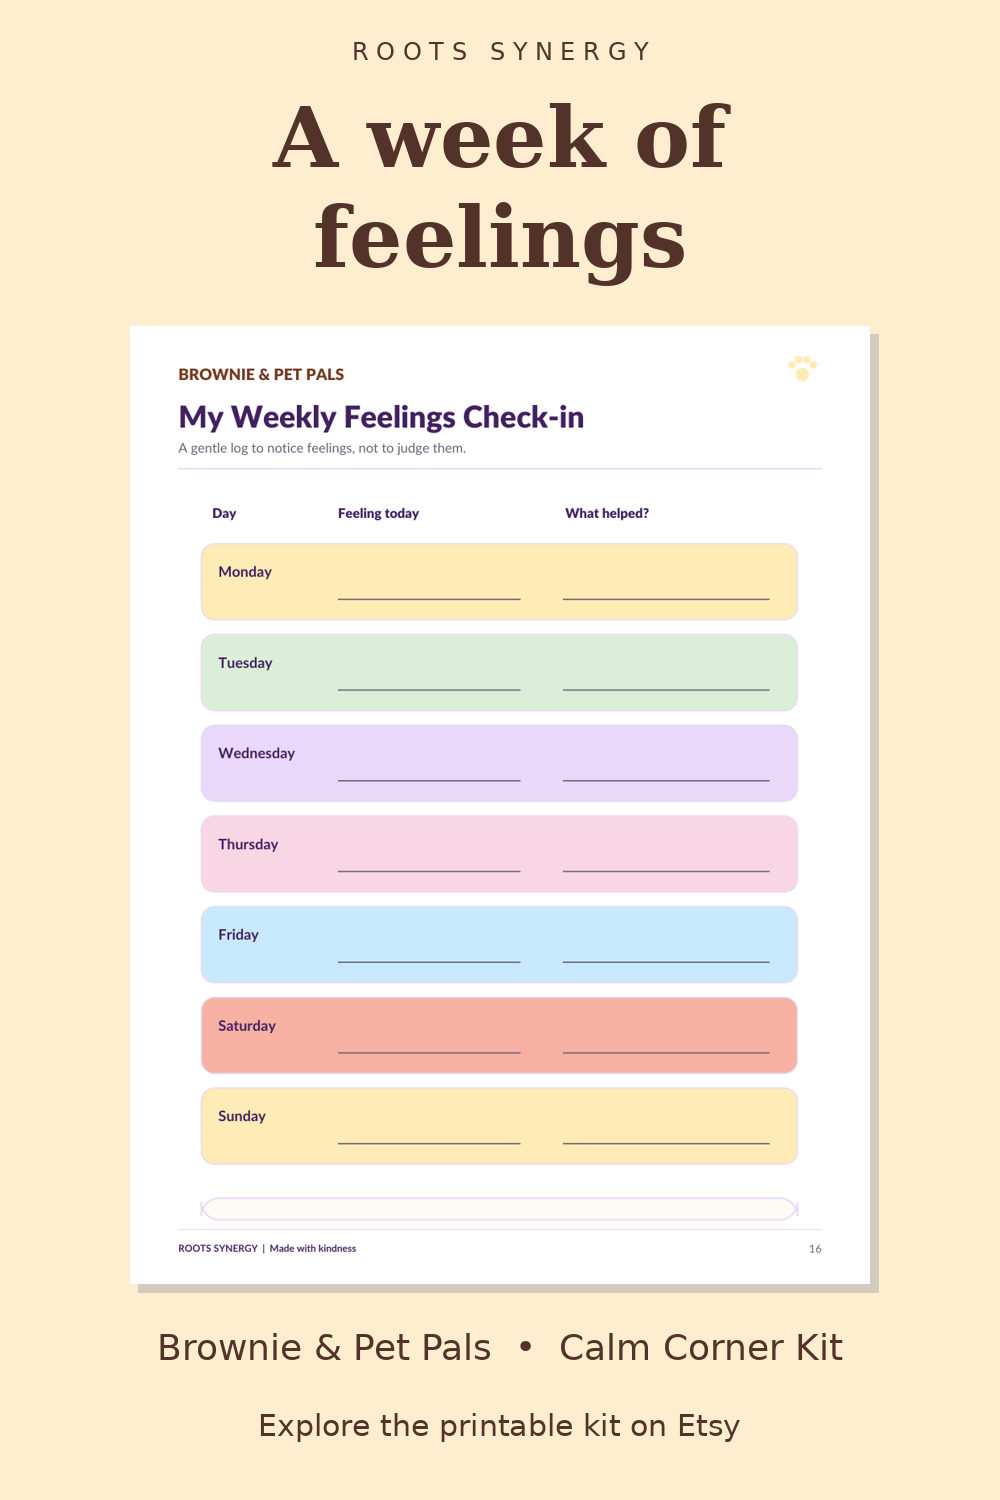 ROOTS SYNERGY
A week of
feelings
BROWNIE & PET PALS
My Weekly Feelings Check-in
A gentle log to notice feelings, not to judge them.
Day Feeling today What helped?
Monday
Tuesday
Wednesday
Thursday
Friday
Saturday
Sunday
ROOTS SYNERGY | Made with kindness 16
Brownie & Pet Pals • Calm Corner Kit
Explore the printable kit on Etsy